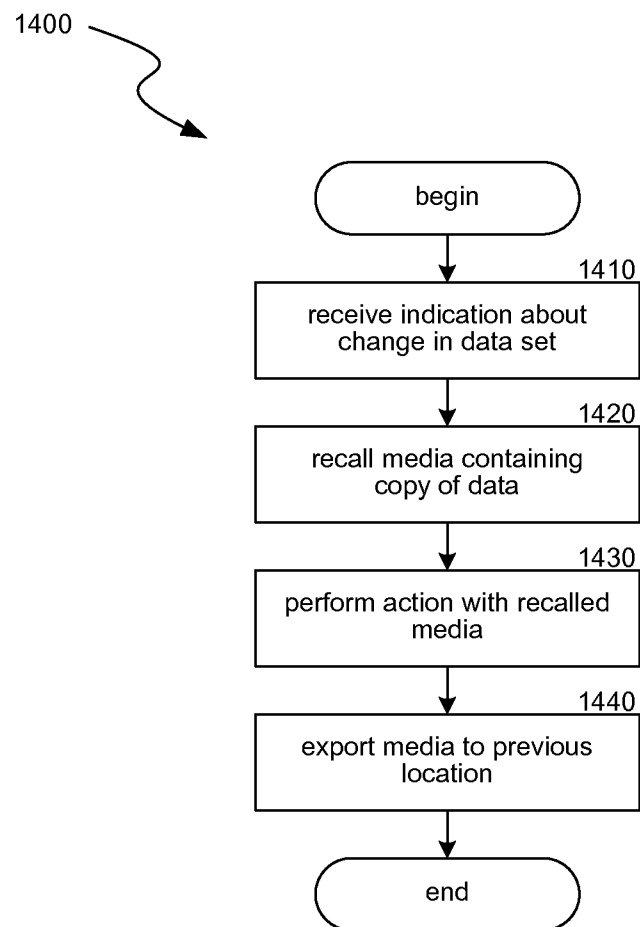 1400
begin
1410
receive indication about
change in data set
1420
recall media containing
copy of data
1430
perform action with recalled
media
1440
export media to previous
location
end